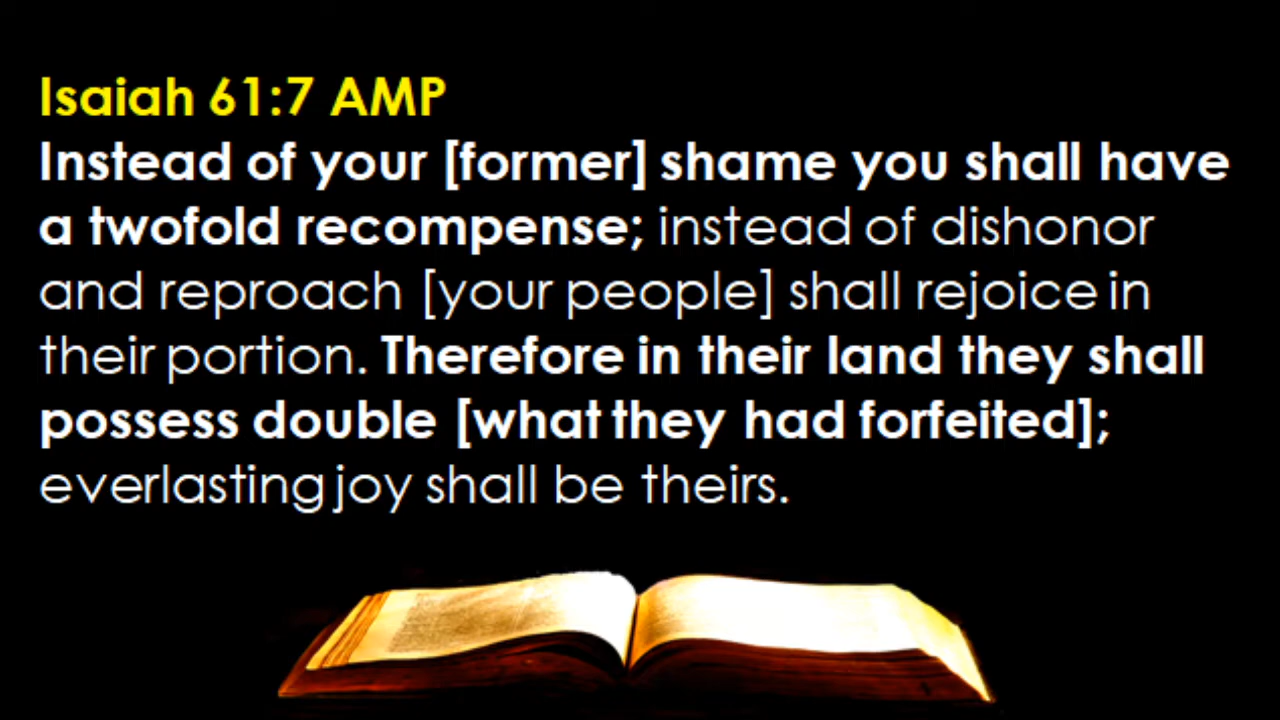 Isaiah 61:7 AMP
Instead of your [former] shame you shall have
a twofold recompense; instead of dishonor
and reproach [your people] shall rejoice in
their portion. Therefore in their land they shall
possess double [what they had forfeited];
everlasting joy shall be theirs.